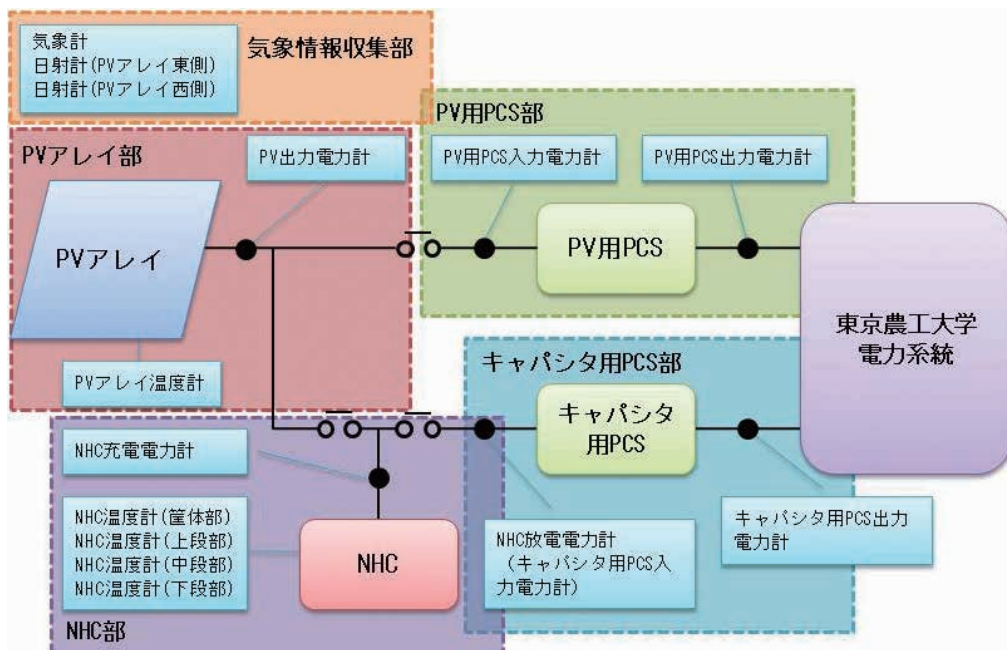 気象計
日射計(PVアレイ東側)
日射計(PVアレイ西側)
気象情報収集部
PV用PCS部
PVアレイ部
PV出力電力計
PV用PCS入力電力計
PV用PCS出力電力計
PVアレイ
PV用PCS
東京農工大学
電力系統
PVアレイ温度計
キャパシタ用PCS部
キャパシタ
用PCS
NHC充電電力計
NHC温度計(筐体部)
NHC温度計(上段部)
NHC温度計(中段部)
NHC温度計(下段部)
NHC
NHC放電電力計
(キャパシタ用PCS入
力電力計)
キャパシタ用PCS出力
電力計
NHC部